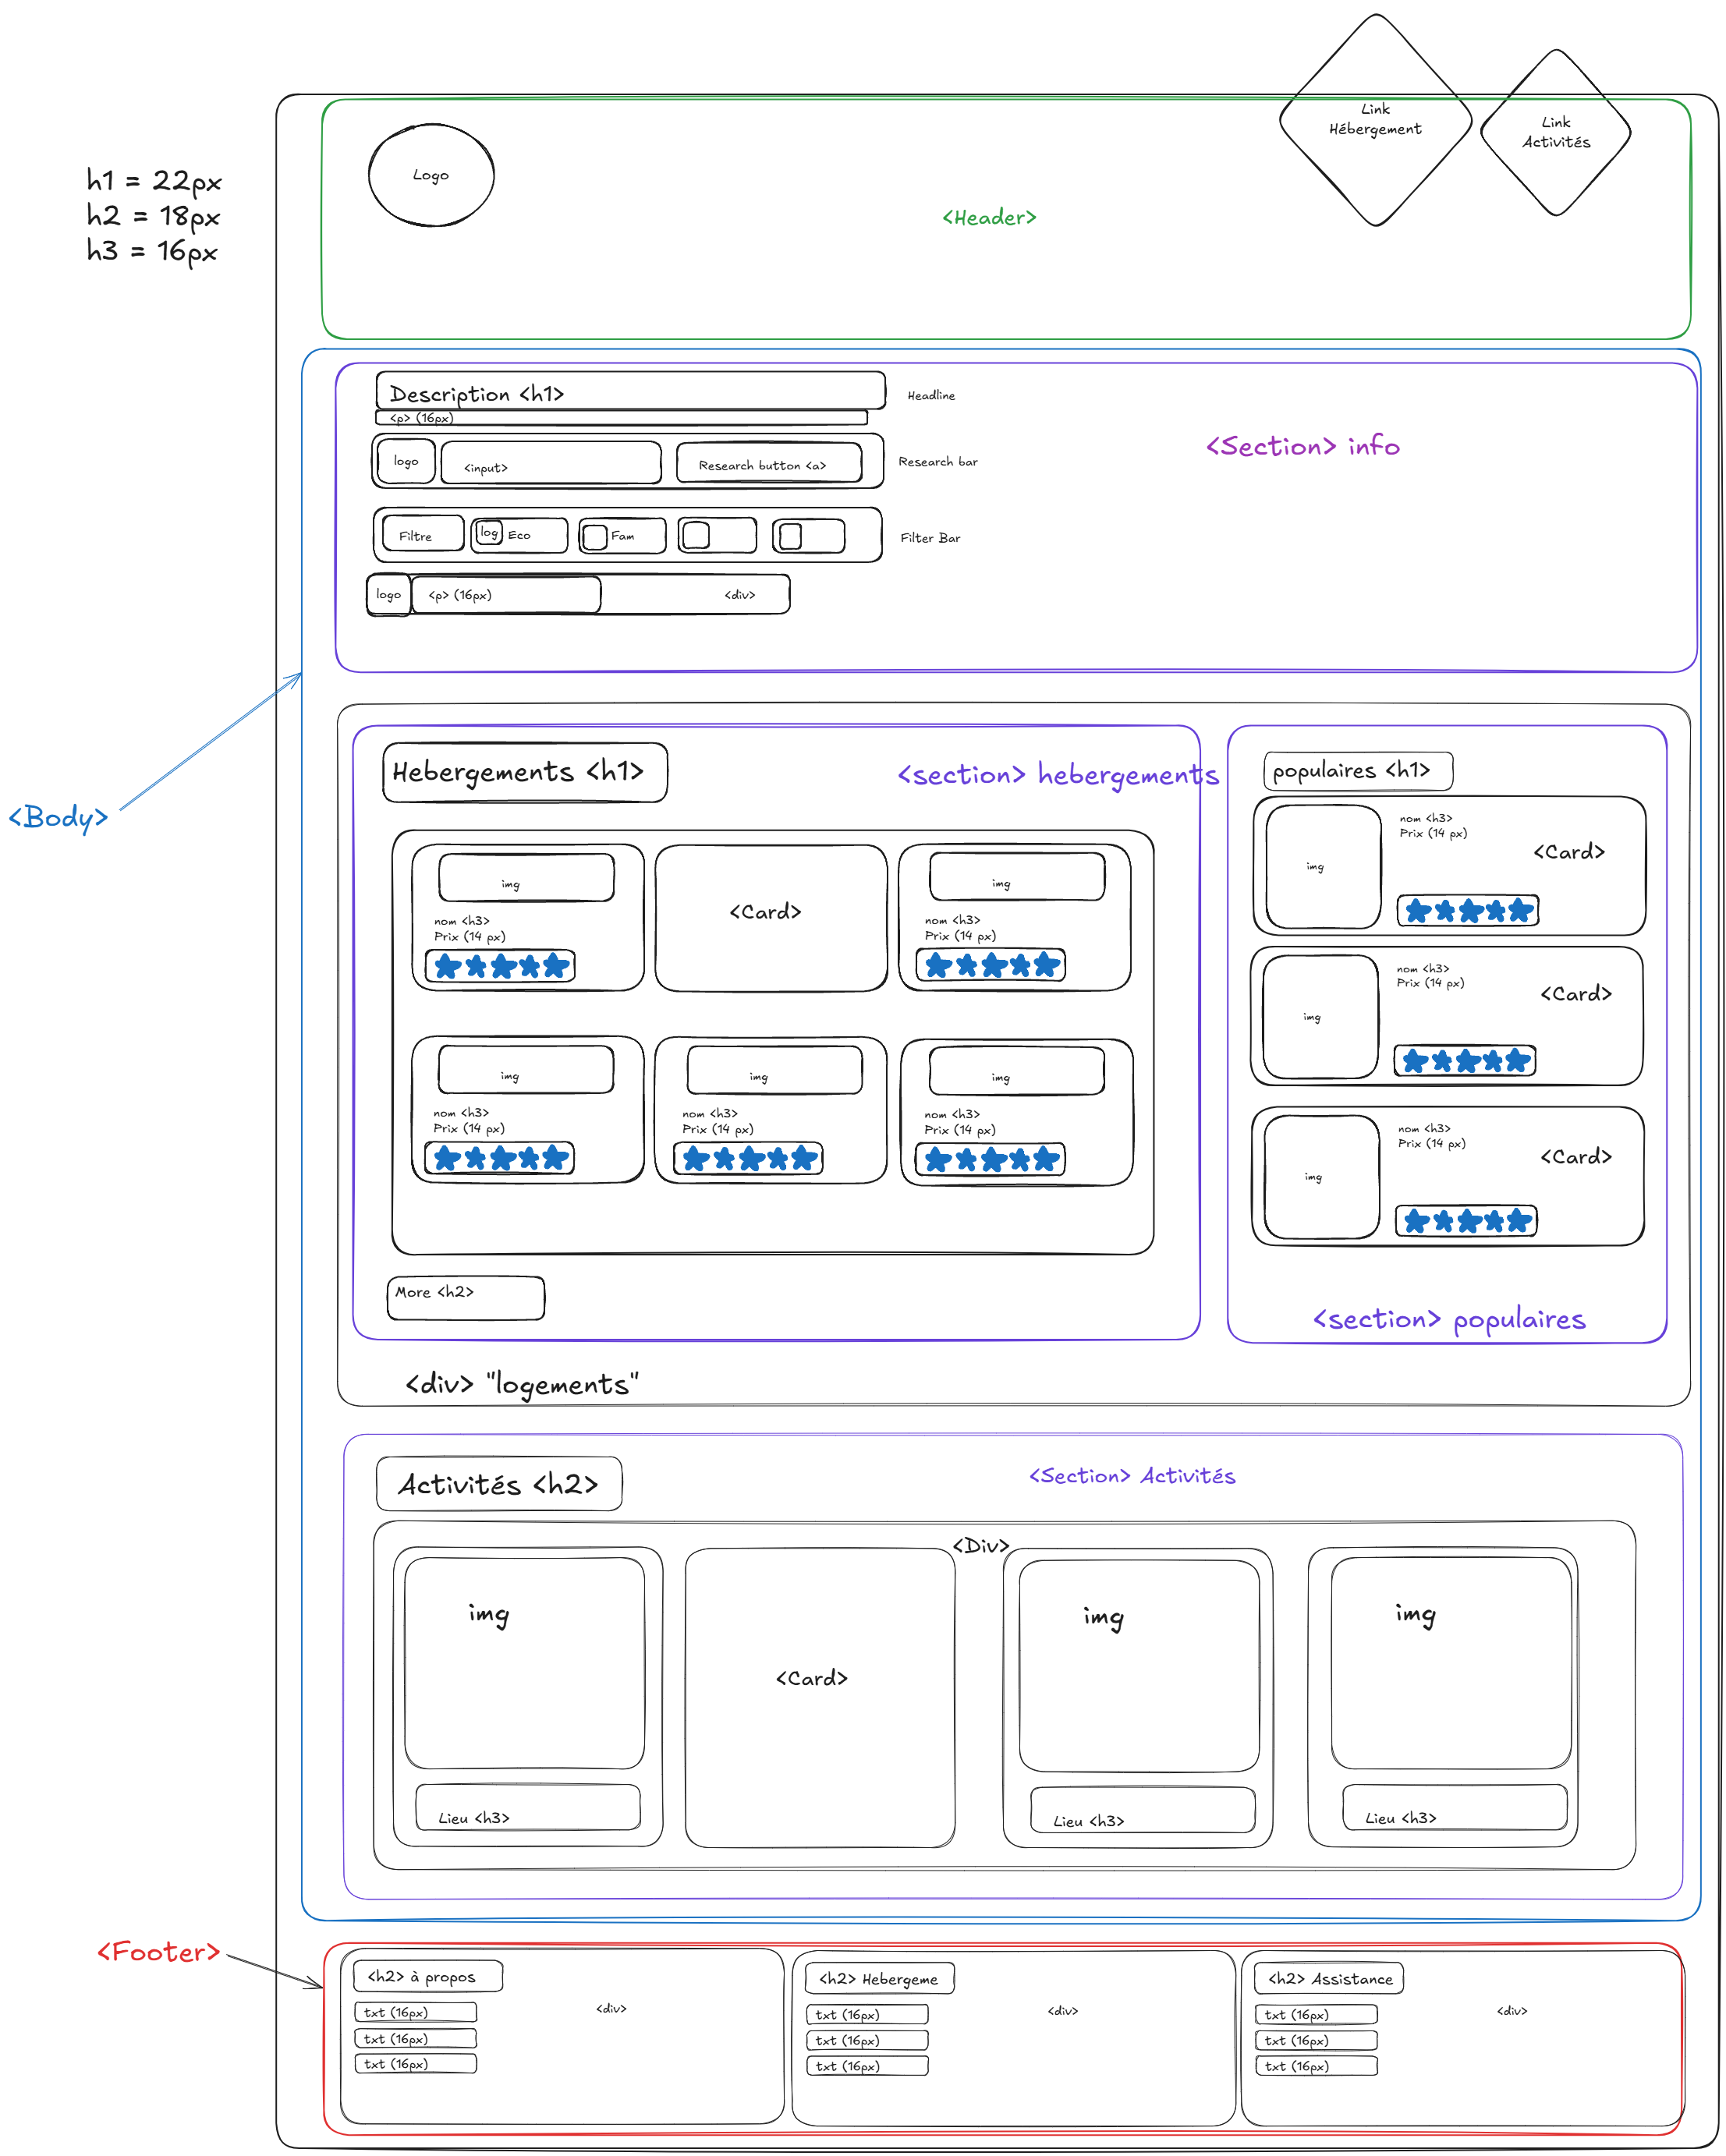 Link
Hébergement
Link
Activités
Logo
h1 = 22px
h2 = 18px
h3 = 16px
<Header>
Description <h1>
Headline
<p> (16px)
<Section> info
logo
<input>
Research button <a>
Research bar
Filtre
log
Eco
Fam
Filter Bar
logo
<p> (16px)
<div>
<Body>
Hebergements <h1>
<section> hebergements
img
nom <h3>
Prix (14 px)
<Card>
img
nom <h3>
Prix (14 px)
img
nom <h3>
Prix (14 px)
img
nom <h3>
Prix (14 px)
img
nom <h3>
Prix (14 px)
More <h2>
populaires <h1>
img
nom <h3>
Prix (14 px)
<Card>
img
nom <h3>
Prix (14 px)
<Card>
img
nom <h3>
Prix (14 px)
<Card>
<section> populaires
<div> "logements"
Activités <h2>
<Section> Activités
<Div>
img
Lieu <h3>
<Card>
img
Lieu <h3>
img
Lieu <h3>
<Footer>
<h2> à propos
txt (16px)
txt (16px)
txt (16px)
<div>
<h2> Hebergeme
txt (16px)
txt (16px)
txt (16px)
<div>
<h2> Assistance
txt (16px)
txt (16px)
txt (16px)
<div>